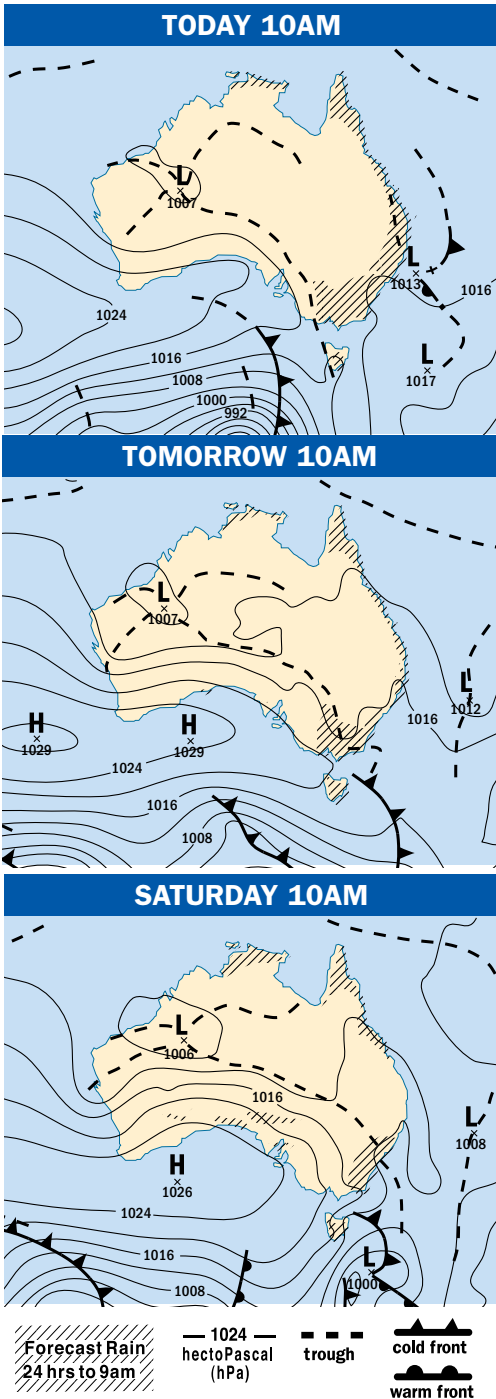 TODAY 10AM
L
1007
L
1013
1016
1024
L
1017
1016
1008
1000
992
TOMORROW 10AM
L
1007
L
1012
1016
H
1029
H
1029
1024
1016
1008
SATURDAY 10AM
L
1006
1016
L
1008
H
1026
1024
1016
L
1000
1008
Forecast Rain
24 hrs to 9am
1024
hectoPascal
(hPa)
trough
cold front
warm front